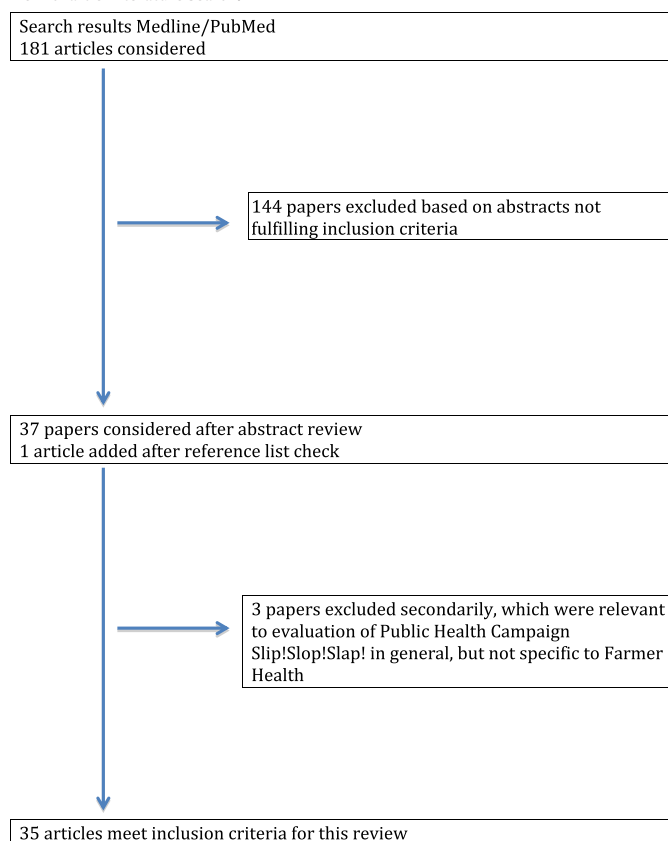 Search results Medline/PubMed
181 articles considered
144 papers excluded based on abstracts not
fulfilling inclusion criteria
37 papers considered after abstract review
1 article added after reference list check
3 papers excluded secondarily, which were relevant
to evaluation of Public Health Campaign
Slip!Slop!Slap! in general, but not specific to Farmer
Health
35 articles meet inclusion criteria for this review